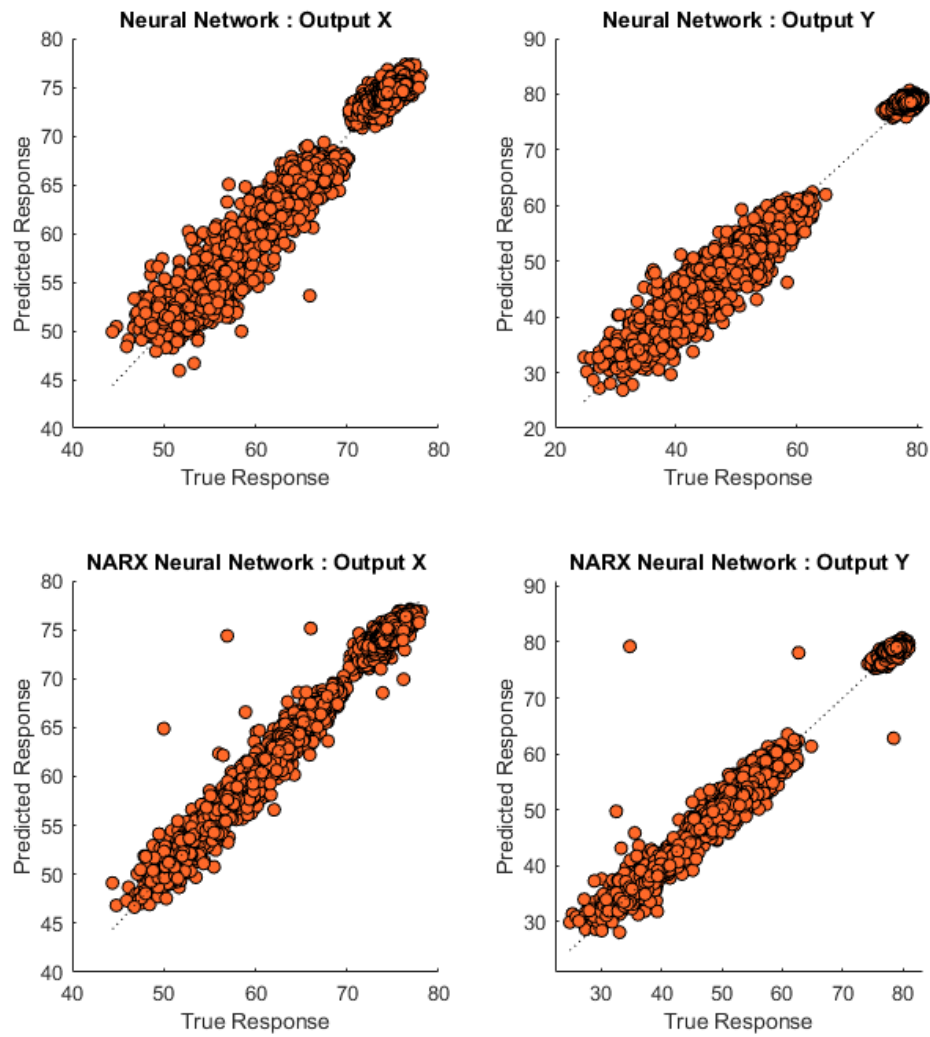 Neural Network : Output X
80
75
70
65
60
55
50
45
40
40 50 60 70 80
Predicted Response
True Response
Neural Network : Output Y
90
80
70
60
50
40
30
20
20 40 60 80
Predicted Response
True Response
NARX Neural Network : Output X
80
75
70
65
60
55
50
45
40
40 50 60 70 80
Predicted Response
True Response
NARX Neural Network : Output Y
90
80
70
60
50
40
30
30 40 50 60 70 80
Predicted Response
True Response